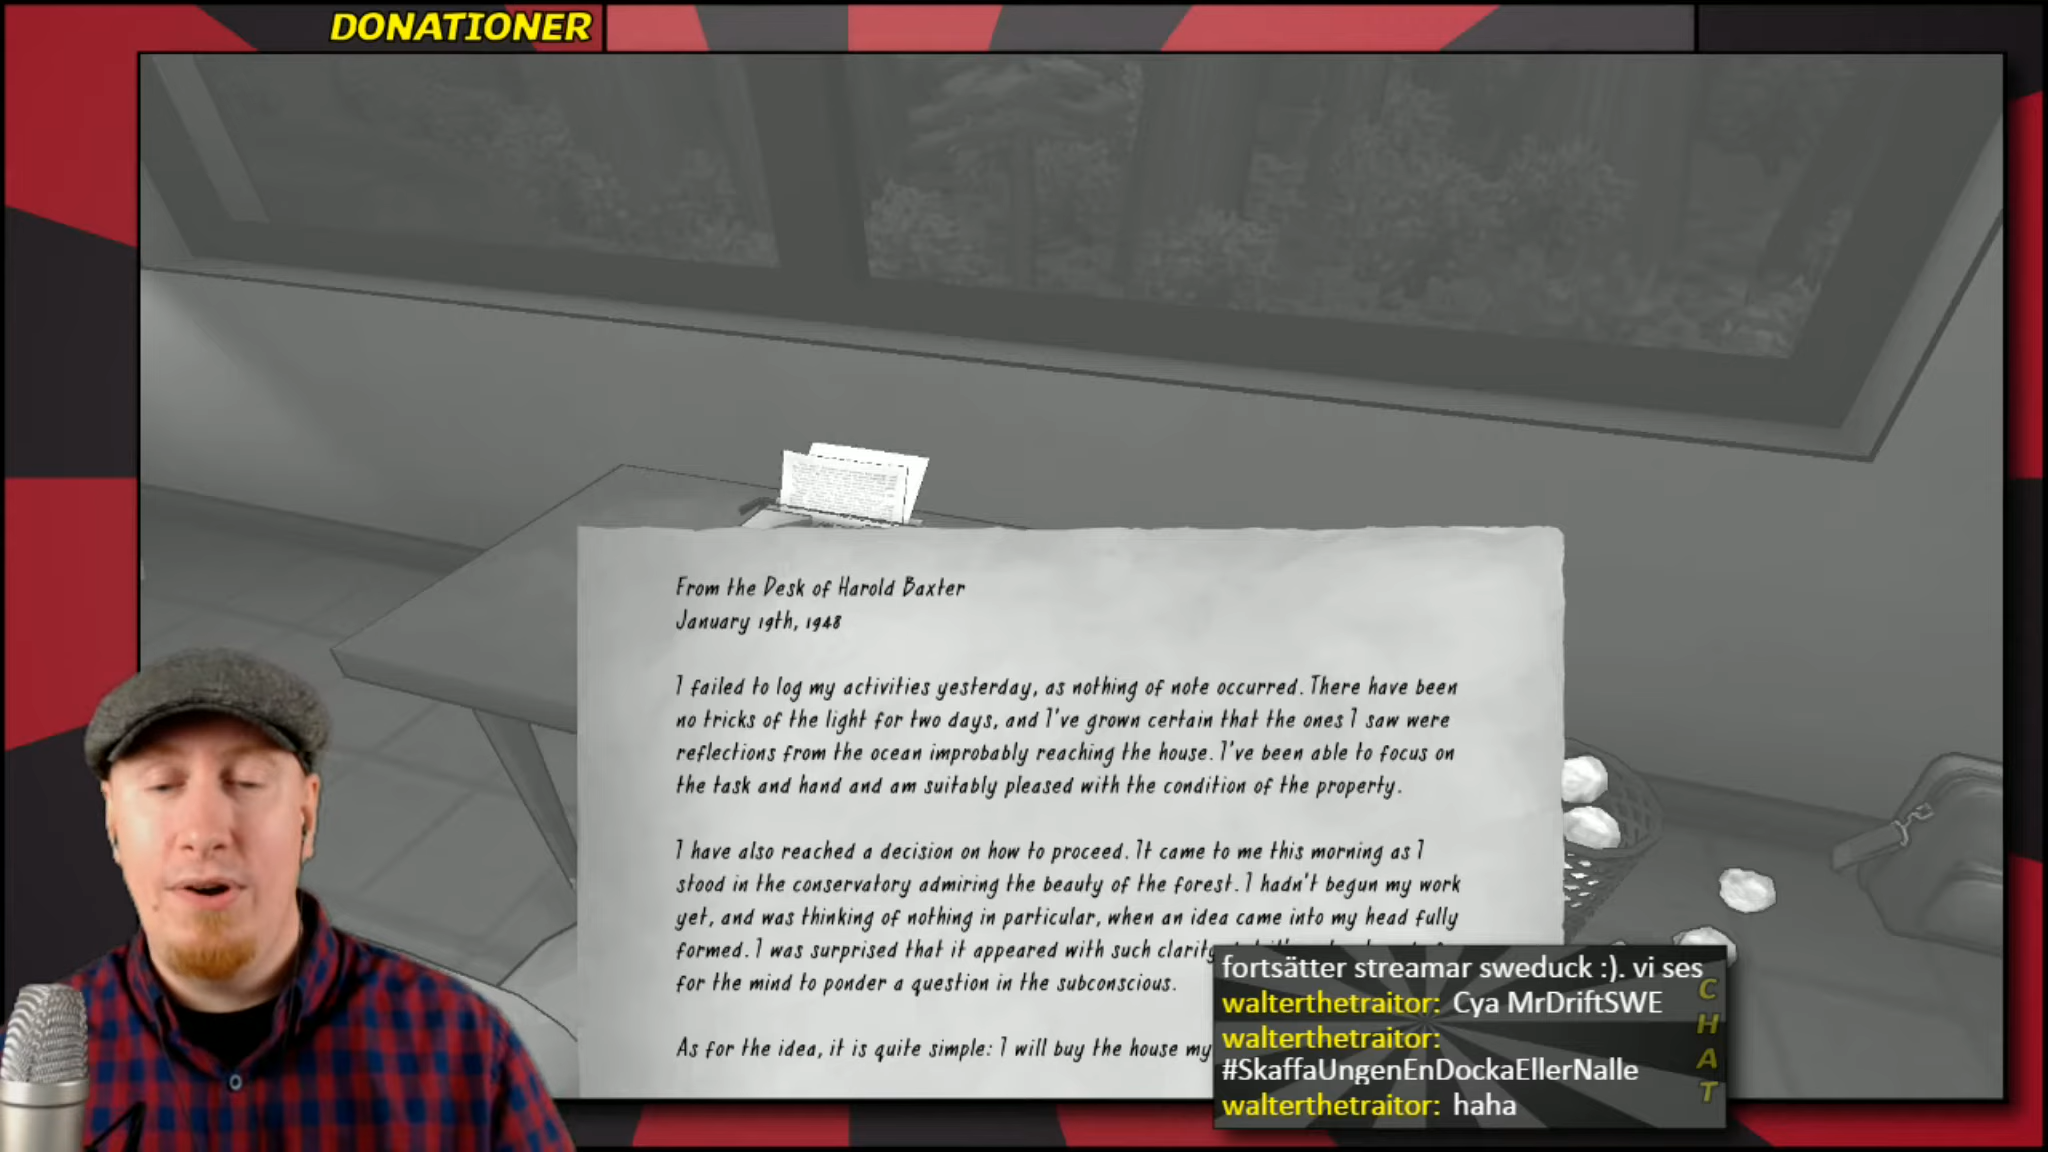 DONATIONER
From the Desk of Harold Baxter
January 19th, 1948
I failed to log my activities yesterday, as nothing of note occurred. There have been
no tricks of the light for two days, and I've grown certain that the ones I saw were
reflections from the ocean improbably reaching the house. I've been able to focus on
the task and hand and am suitably pleased with the condition of the property.
I have also reached a decision on how to proceed. It came to me this morning as I
stood in the conservatory admiring the beauty of the forest. I hadn't begun my work
yet, and was thinking of nothing in particular, when an idea came into my head fully
formed. I was surprised that it appeared with such clarity
for the mind to ponder a question in the subconscious.
As for the idea, it is quite simple: I will buy the house my
fortsätter streamar sweduck :). vi ses
walterthetraitor: Cya MrDriftSWE
walterthetraitor:
#SkaffaUngenEnDockaEllerNalle
walterthetraitor: haha
CHAT